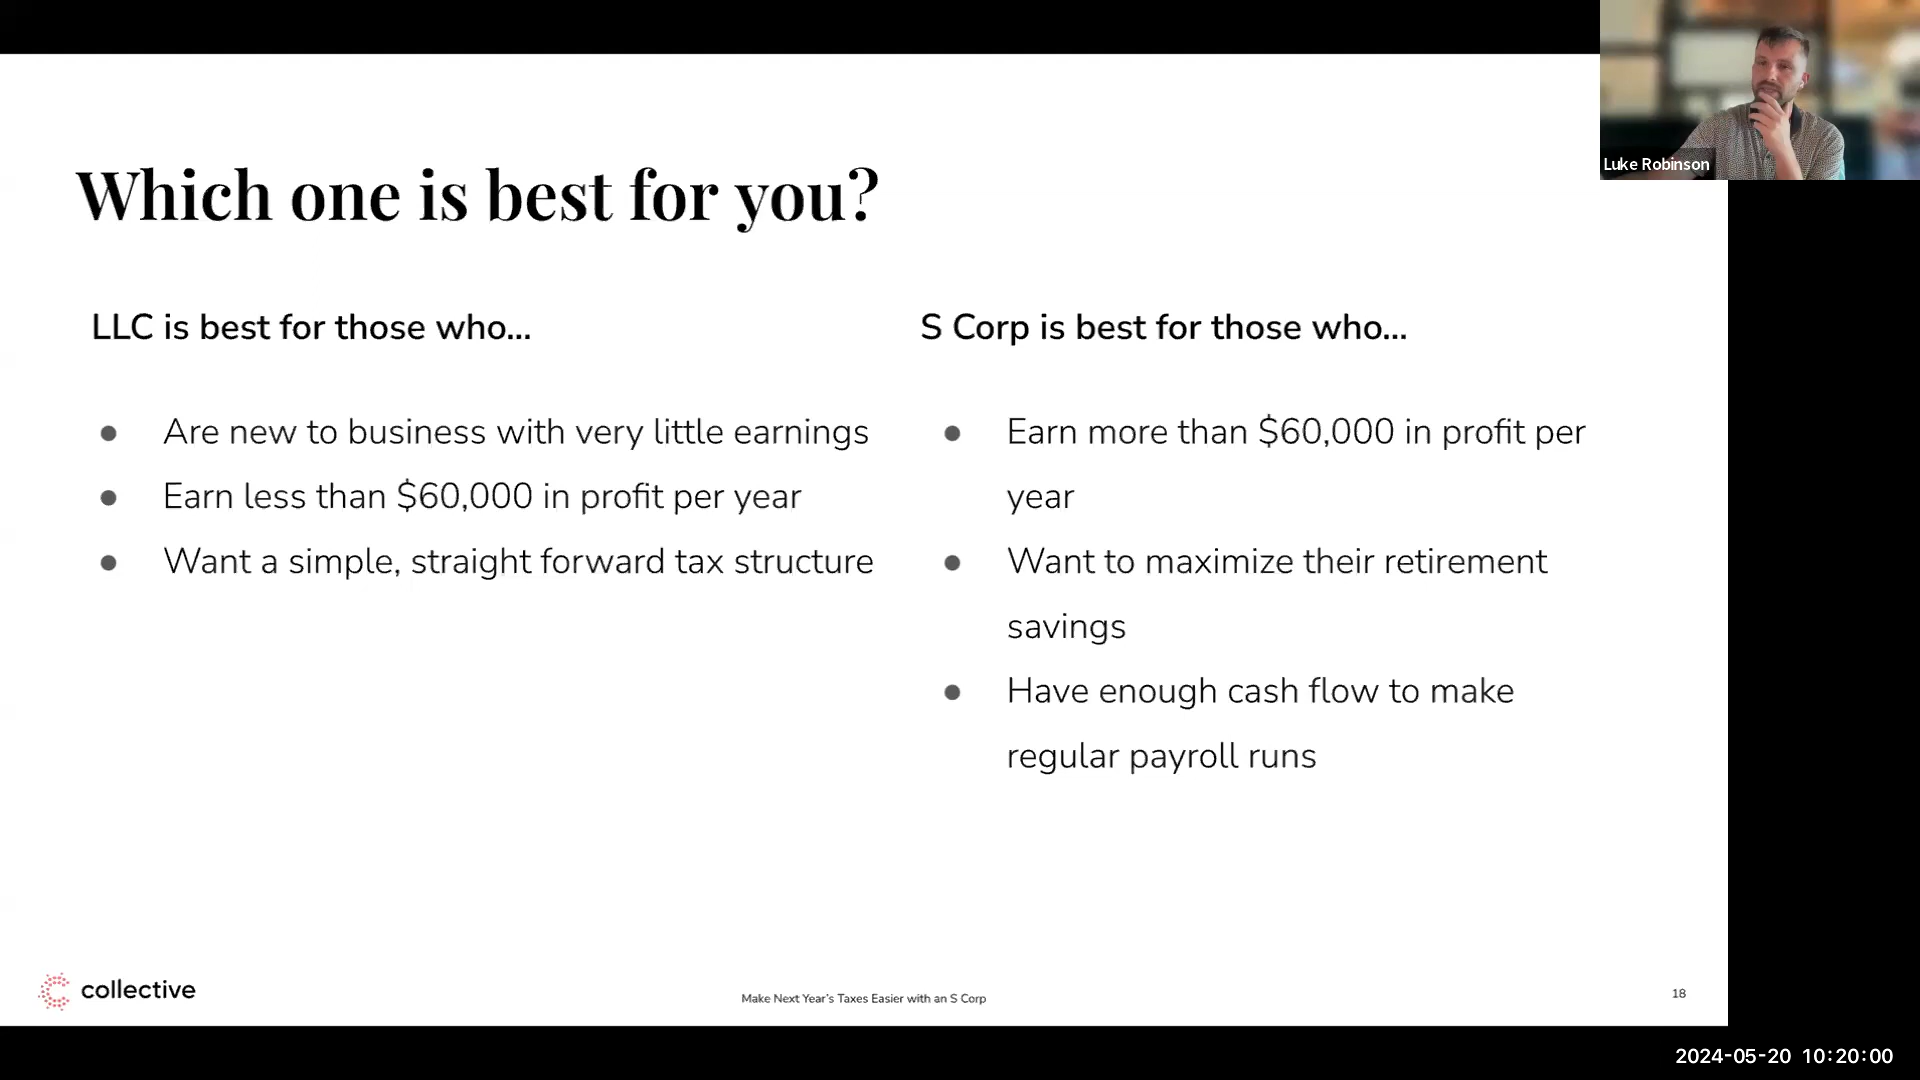 Luke Robinson
Which one is best for you?
LLC is best for those who...
● Are new to business with very little earnings
● Earn less than $60,000 in profit per year
● Want a simple, straight forward tax structure
S Corp is best for those who...
● Earn more than $60,000 in profit per
year
● Want to maximize their retirement
savings
● Have enough cash flow to make
regular payroll runs
collective
Make Next Year's Taxes Easier with an S Corp
18
2024-05-20 10:20:00